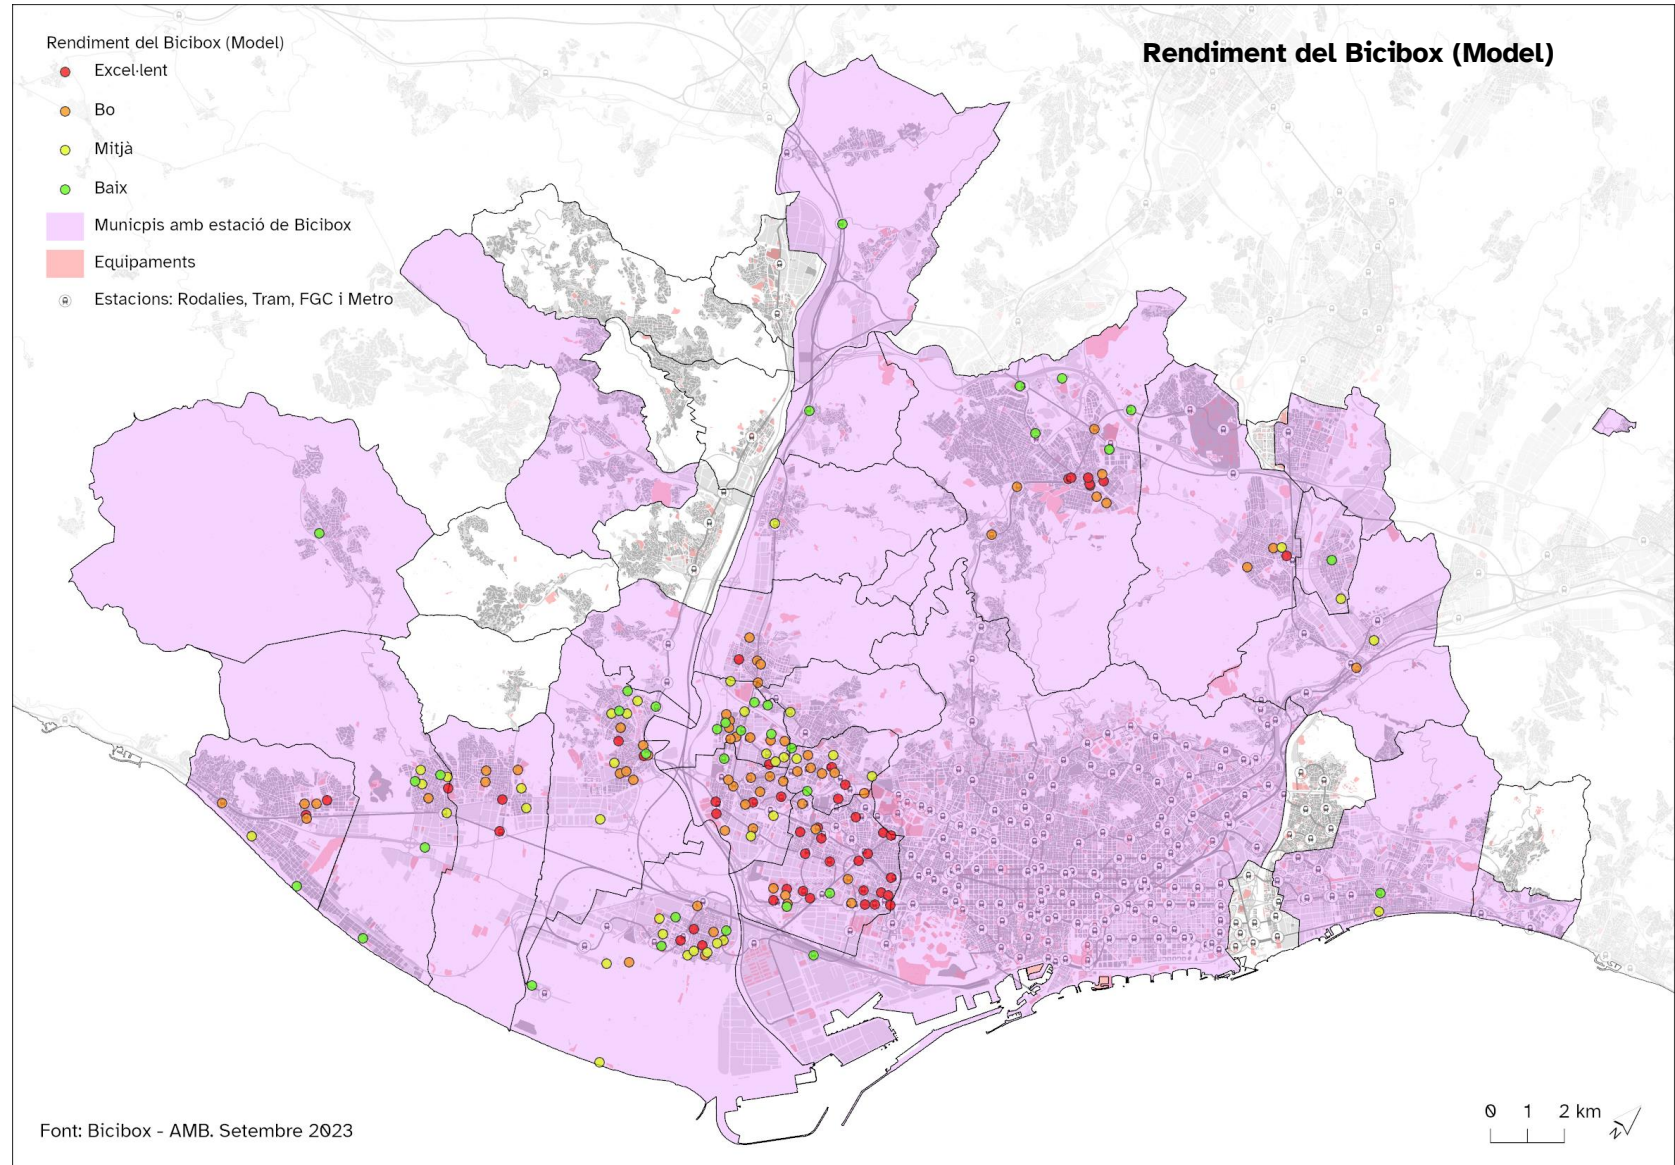 Rendiment del Bicibox (Model)
Rendiment del Bicibox (Model)
Excel·lent
Bo
Mitjà
Baix
Municpis amb estació de Bicibox
Equipaments
Estacions: Rodalies, Tram, FGC i Metro
0 1 2 km
N
Font: Bicibox - AMB. Setembre 2023